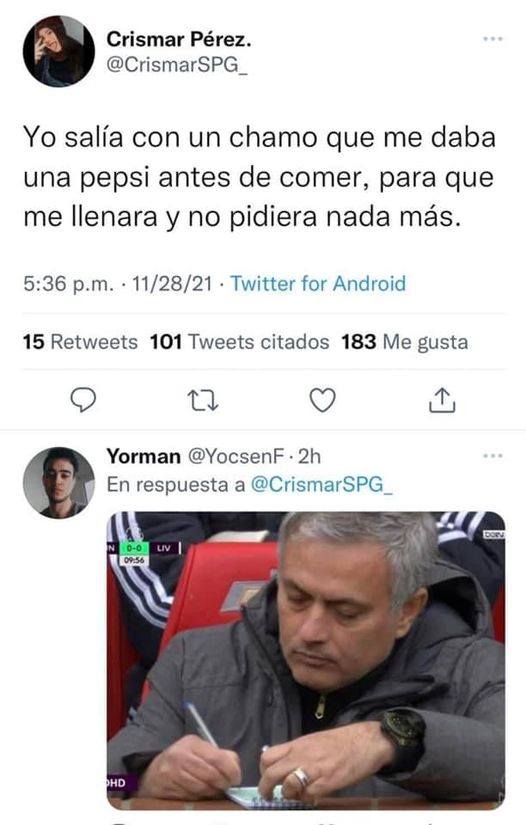 Crismar Pérez.
@CrismarSPG_
Yo salía con un chamo que me daba
una pepsi antes de comer, para que
me llenara y no pidiera nada más.
5:36 p.m. · 11/28/21 · Twitter for Android
15 Retweets 101 Tweets citados 183 Me gusta
Yorman @YocsenF · 2h
En respuesta a @CrismarSPG_
N 0-0 LIV
09:56
beIN
HD